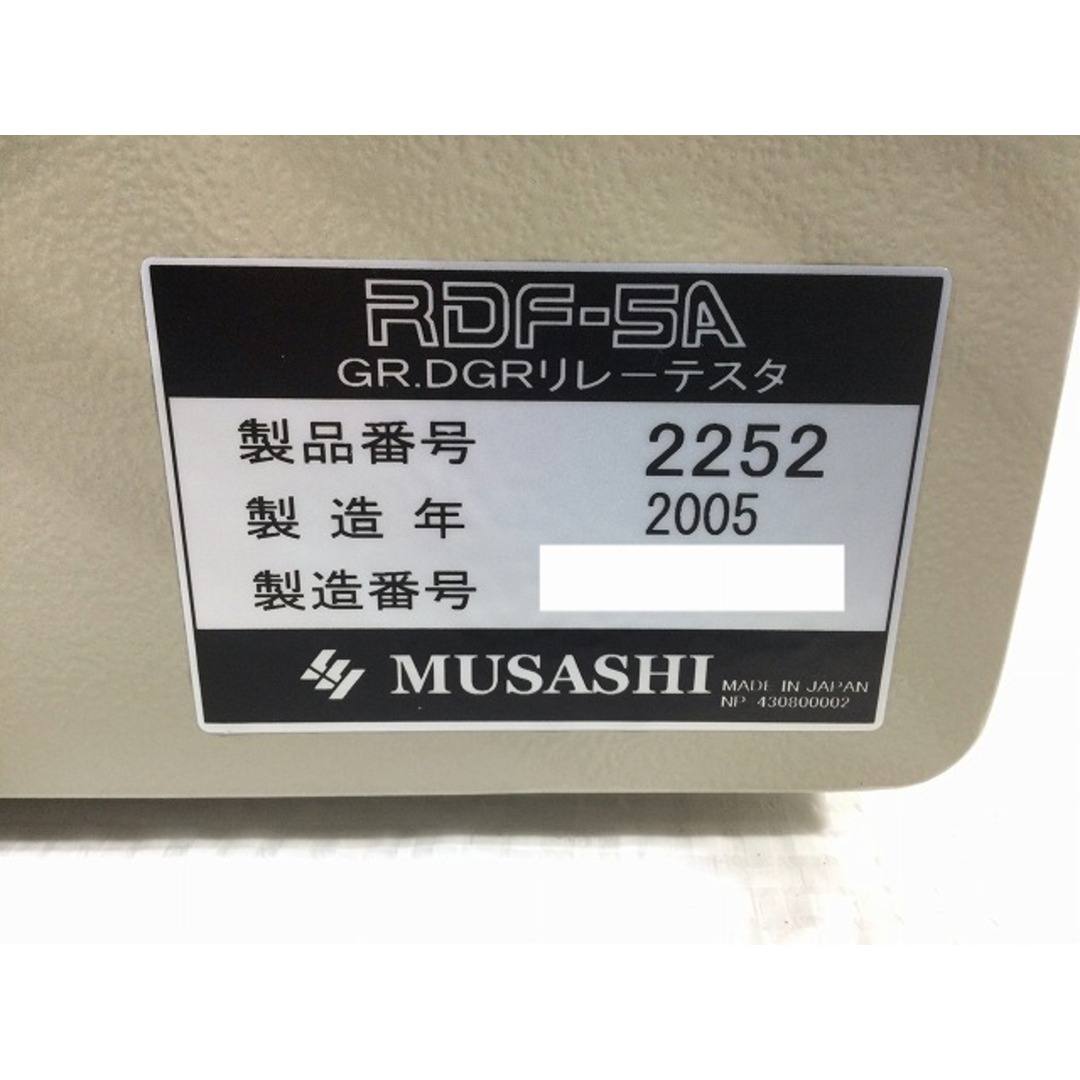 RDF-5A
GR.DGRリレーテスタ
製品番号 2252
製造年 2005
製造番号
MUSASHI MADE IN JAPAN
NP 430800002